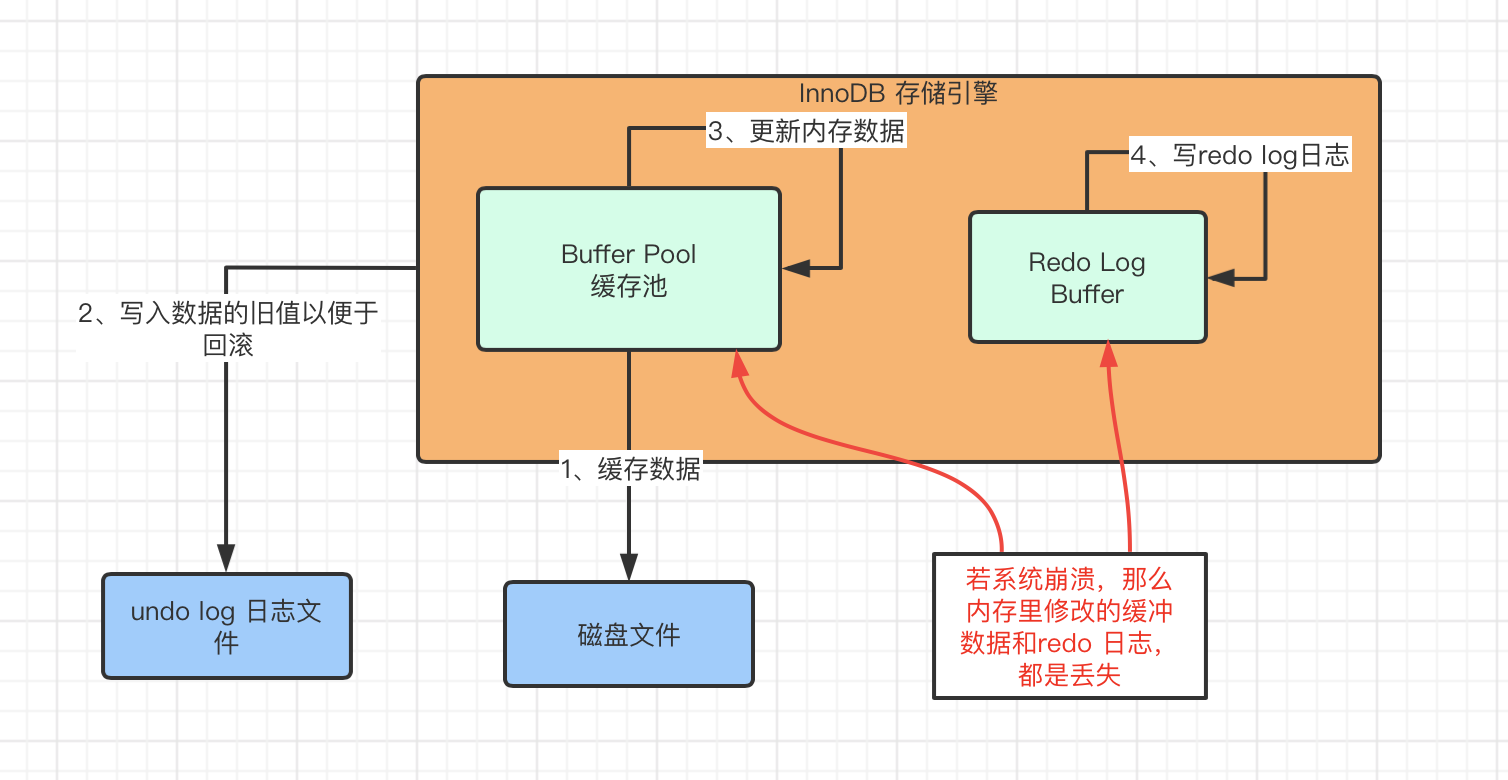 InnoDB 存储引擎
3、更新内存数据
4、写redo log日志
Buffer Pool
缓存池
Redo Log
Buffer
2、写入数据的旧值以便于
回滚
1、缓存数据
undo log 日志文
件
磁盘文件
若系统崩溃，那么
内存里修改的缓冲
数据和redo 日志，
都是丢失